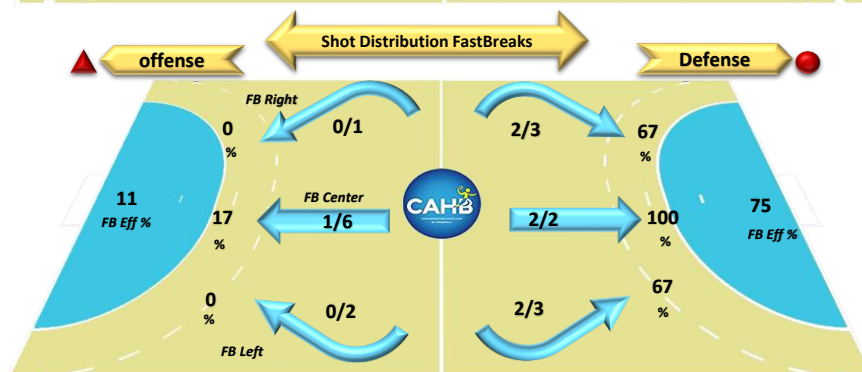 Shot Distribution FastBreaks
offense
Defense
FB Right
0
%
0/1
2/3
67
%
11
FB Eff %
17
%
FB Center
1/6
CAHB
2/2
100
%
75
FB Eff %
0
%
0/2
2/3
67
%
FB Left